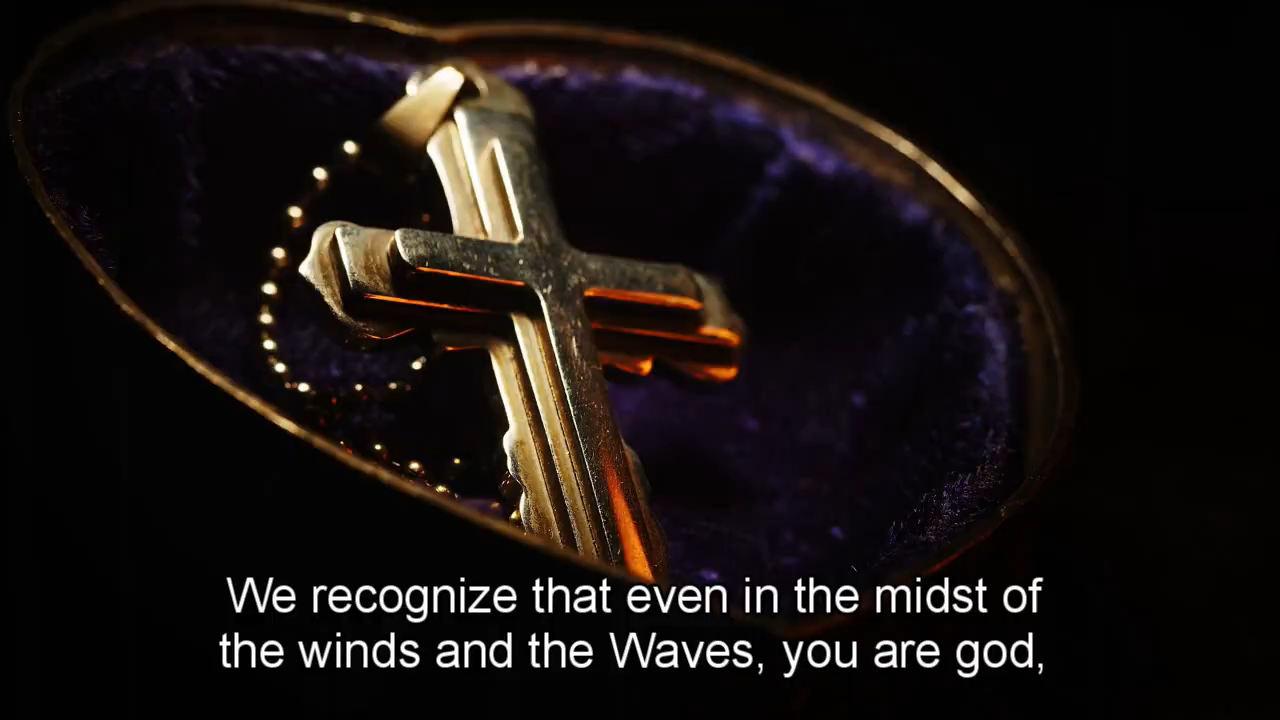 We recognize that even in the midst of
the winds and the Waves, you are god,